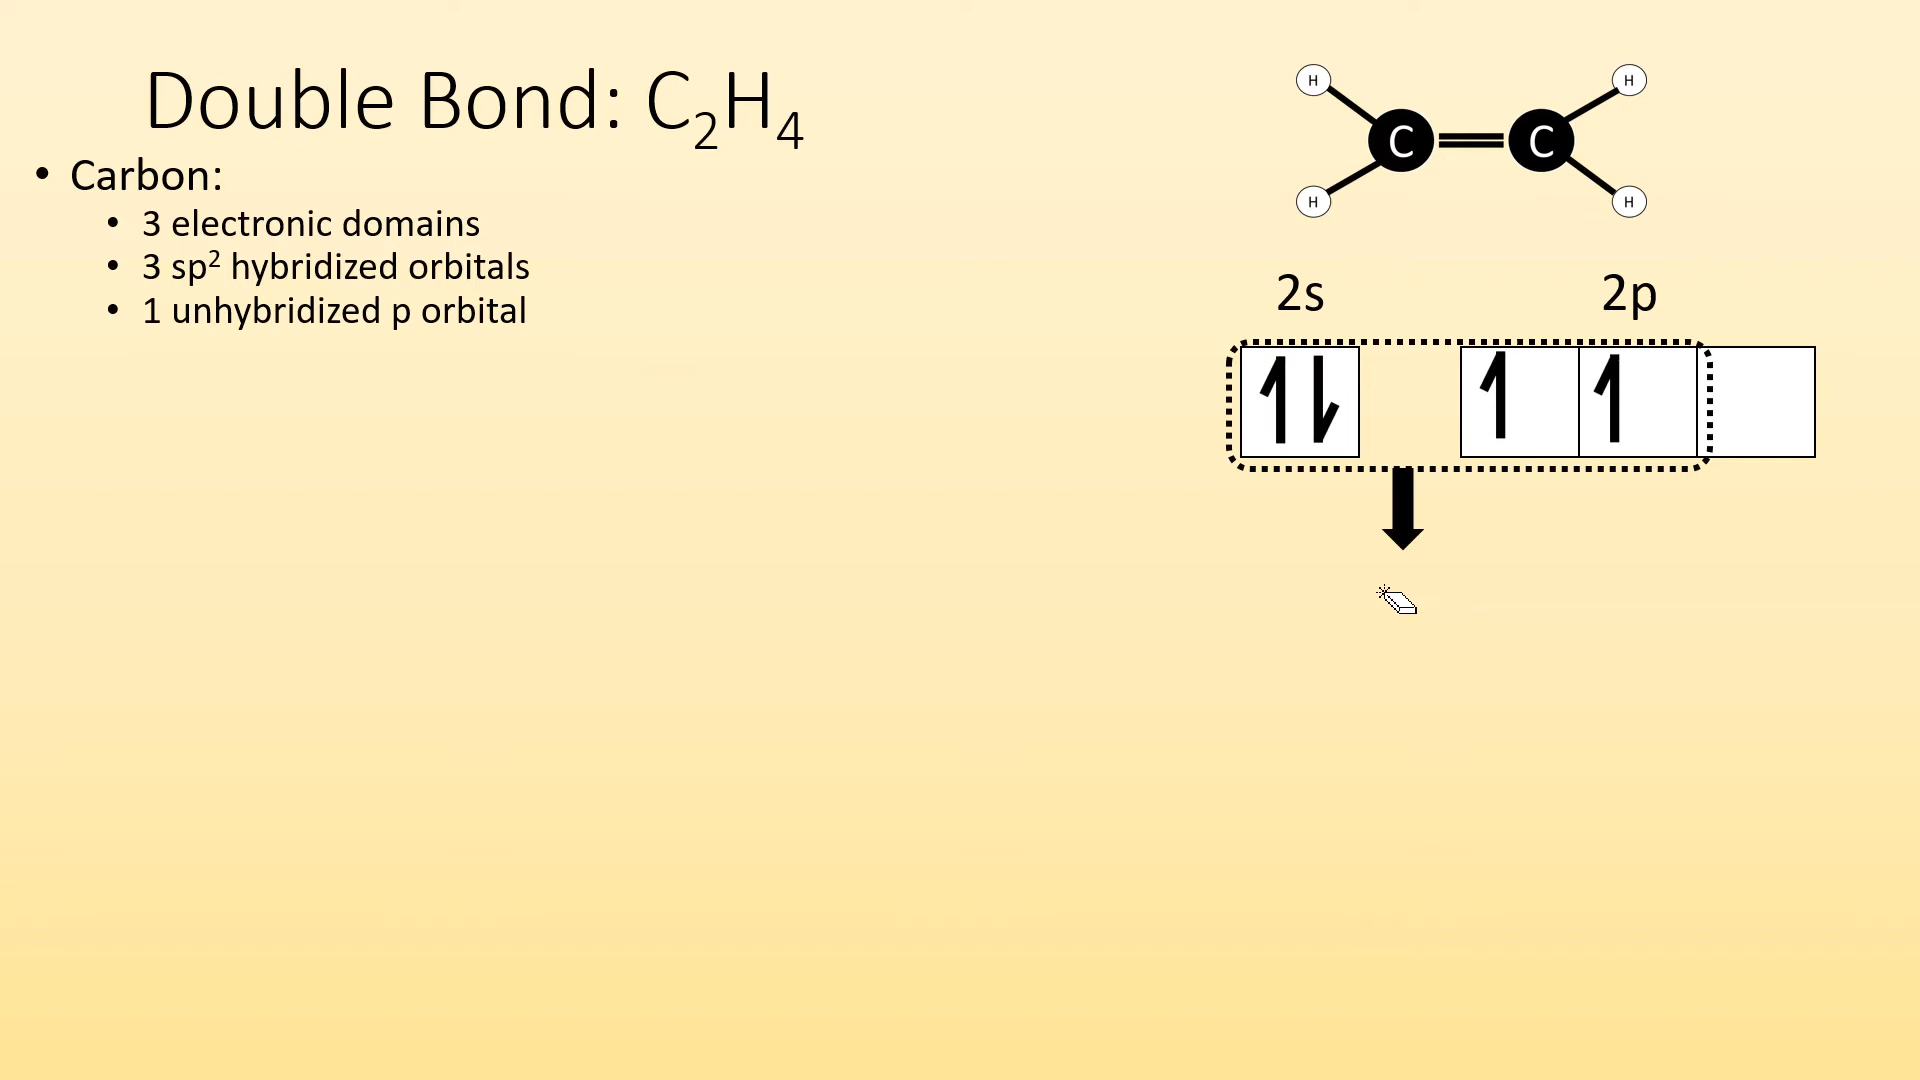 Double Bond: C₂H₄
• Carbon:
• 3 electronic domains
• 3 sp² hybridized orbitals
• 1 unhybridized p orbital
H H
C C
H H
2s 2p